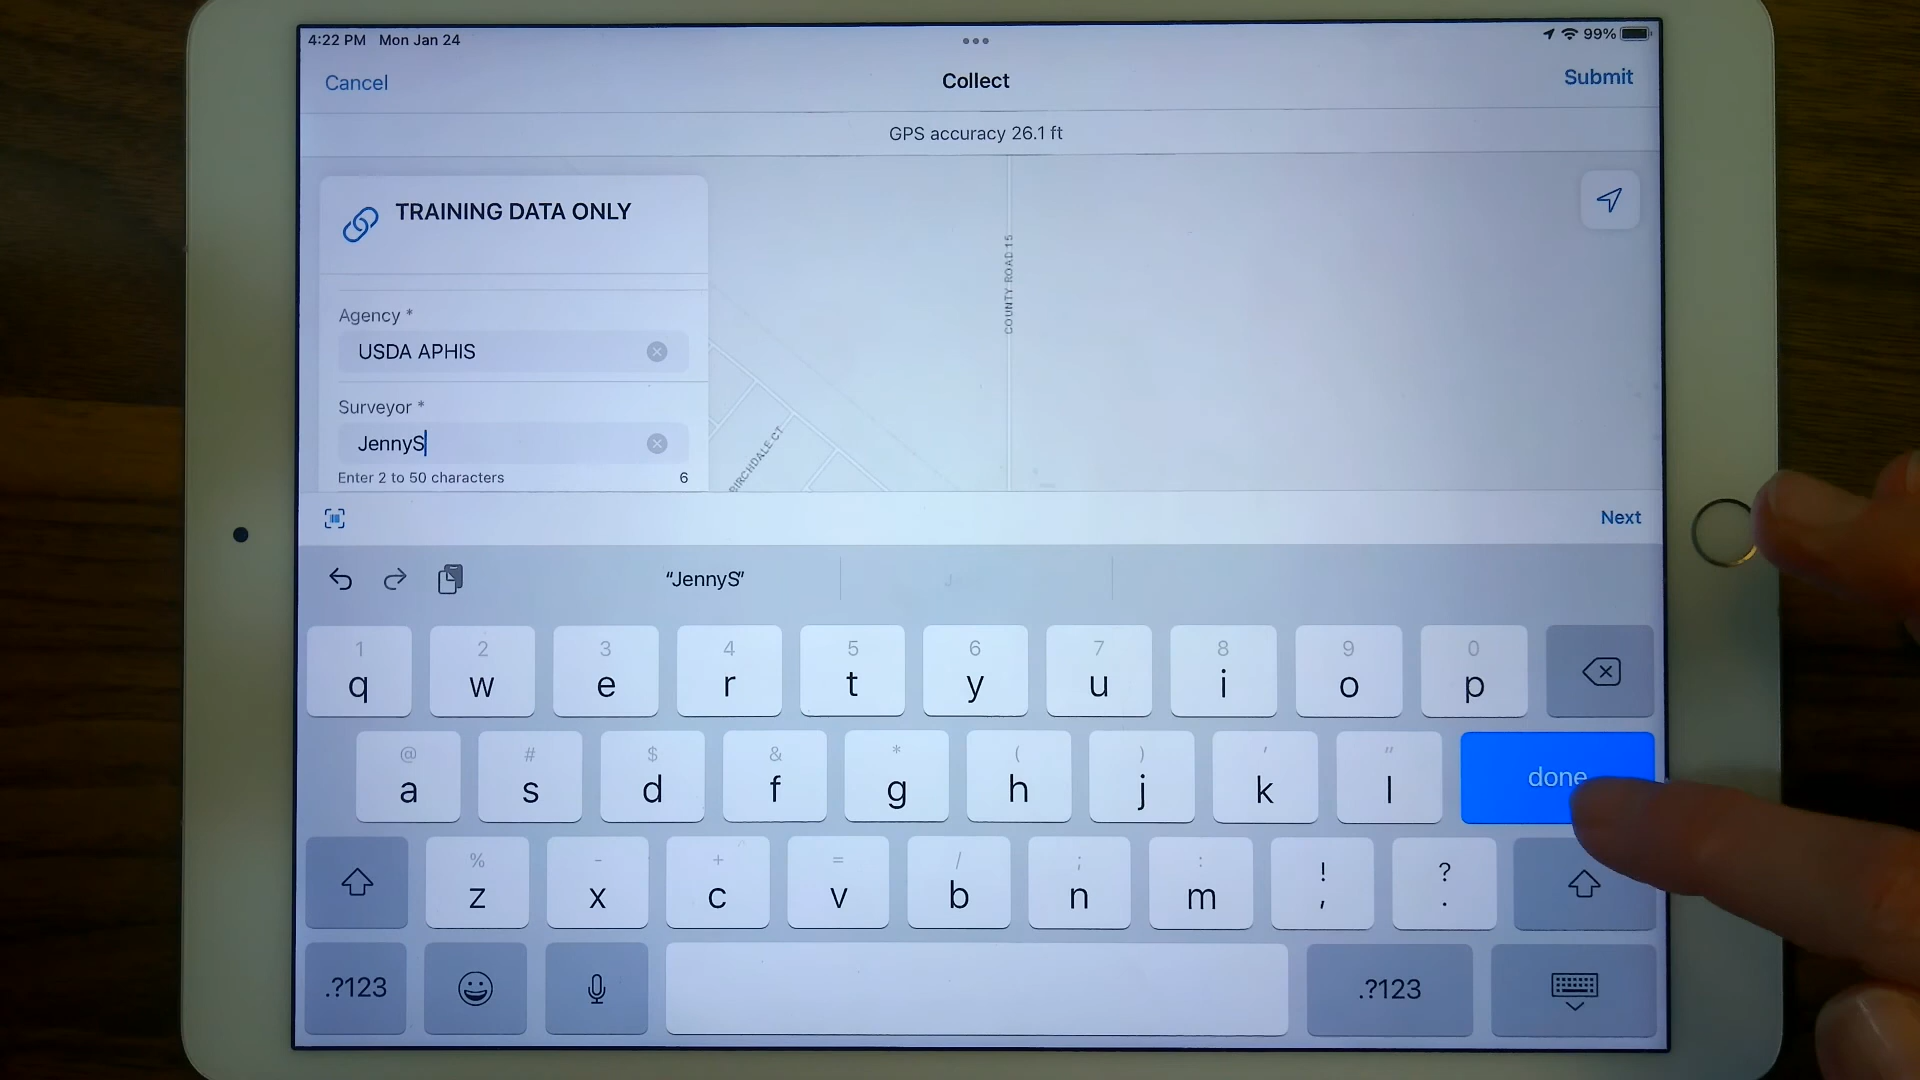 4:22 PM Mon Jan 24
99%
Cancel
Collect
Submit
GPS accuracy 26.1 ft
TRAINING DATA ONLY
COUNTY ROAD 15
Agency *
USDA APHIS
Surveyor *
JennyS
Enter 2 to 50 characters 6
BIRCHDALE CT
Next
“JennyS”
1 2 3 4 5 6 7 8 9 0
q w e r t y u i o p
@ # $ & * ( ) ' "
a s d f g h j k l done
% - + = / ; : ! ?
z x c v b n m , .
.?123 .?123